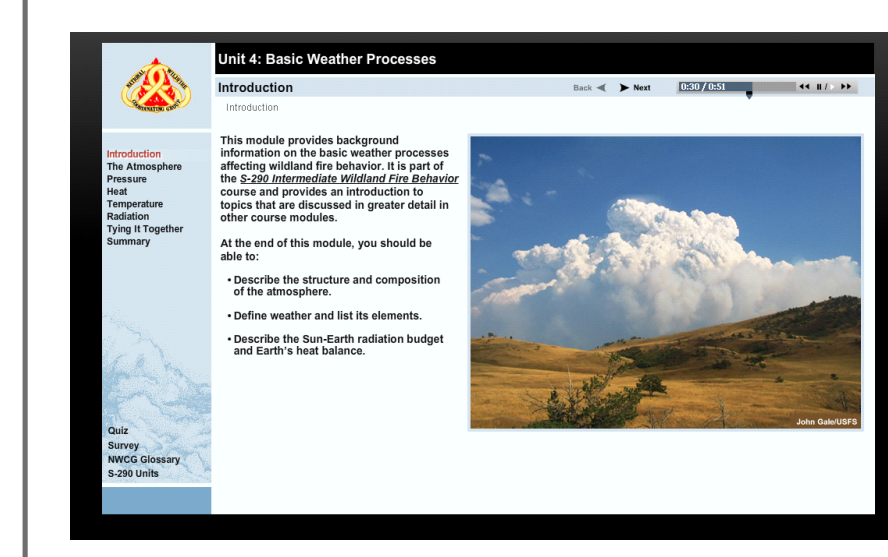 Unit 4: Basic Weather Processes
Introduction
Back
Next
0:30 / 0:51
Introduction
NATIONAL WILDFIRE
COORDINATING GROUP
Introduction
The Atmosphere
Pressure
Heat
Temperature
Radiation
Tying It Together
Summary
Quiz
Survey
NWCG Glossary
S-290 Units
This module provides background
information on the basic weather processes
affecting wildland fire behavior. It is part of
the S-290 Intermediate Wildland Fire Behavior
course and provides an introduction to
topics that are discussed in greater detail in
other course modules.
At the end of this module, you should be
able to:
• Describe the structure and composition
of the atmosphere.
• Define weather and list its elements.
• Describe the Sun-Earth radiation budget
and Earth's heat balance.
John Gale/USFS